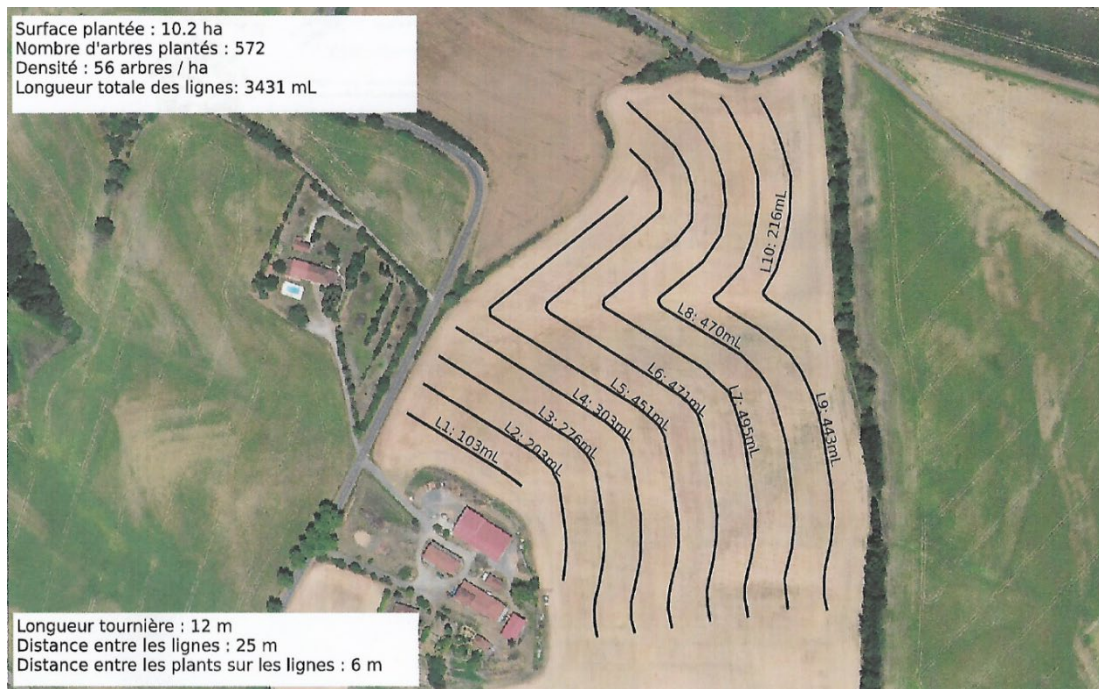 Surface plantée : 10.2 ha
Nombre d'arbres plantés : 572
Densité : 56 arbres / ha
Longueur totale des lignes: 3431 mL
L10: 216mL
L8: 470mL
L6: 471mL
L5: 451mL
L4: 303mL
L3: 276mL
L2: 203mL
L1: 103mL
L7: 495mL
L9: 443mL
Longueur tournière : 12 m
Distance entre les lignes : 25 m
Distance entre les plants sur les lignes : 6 m